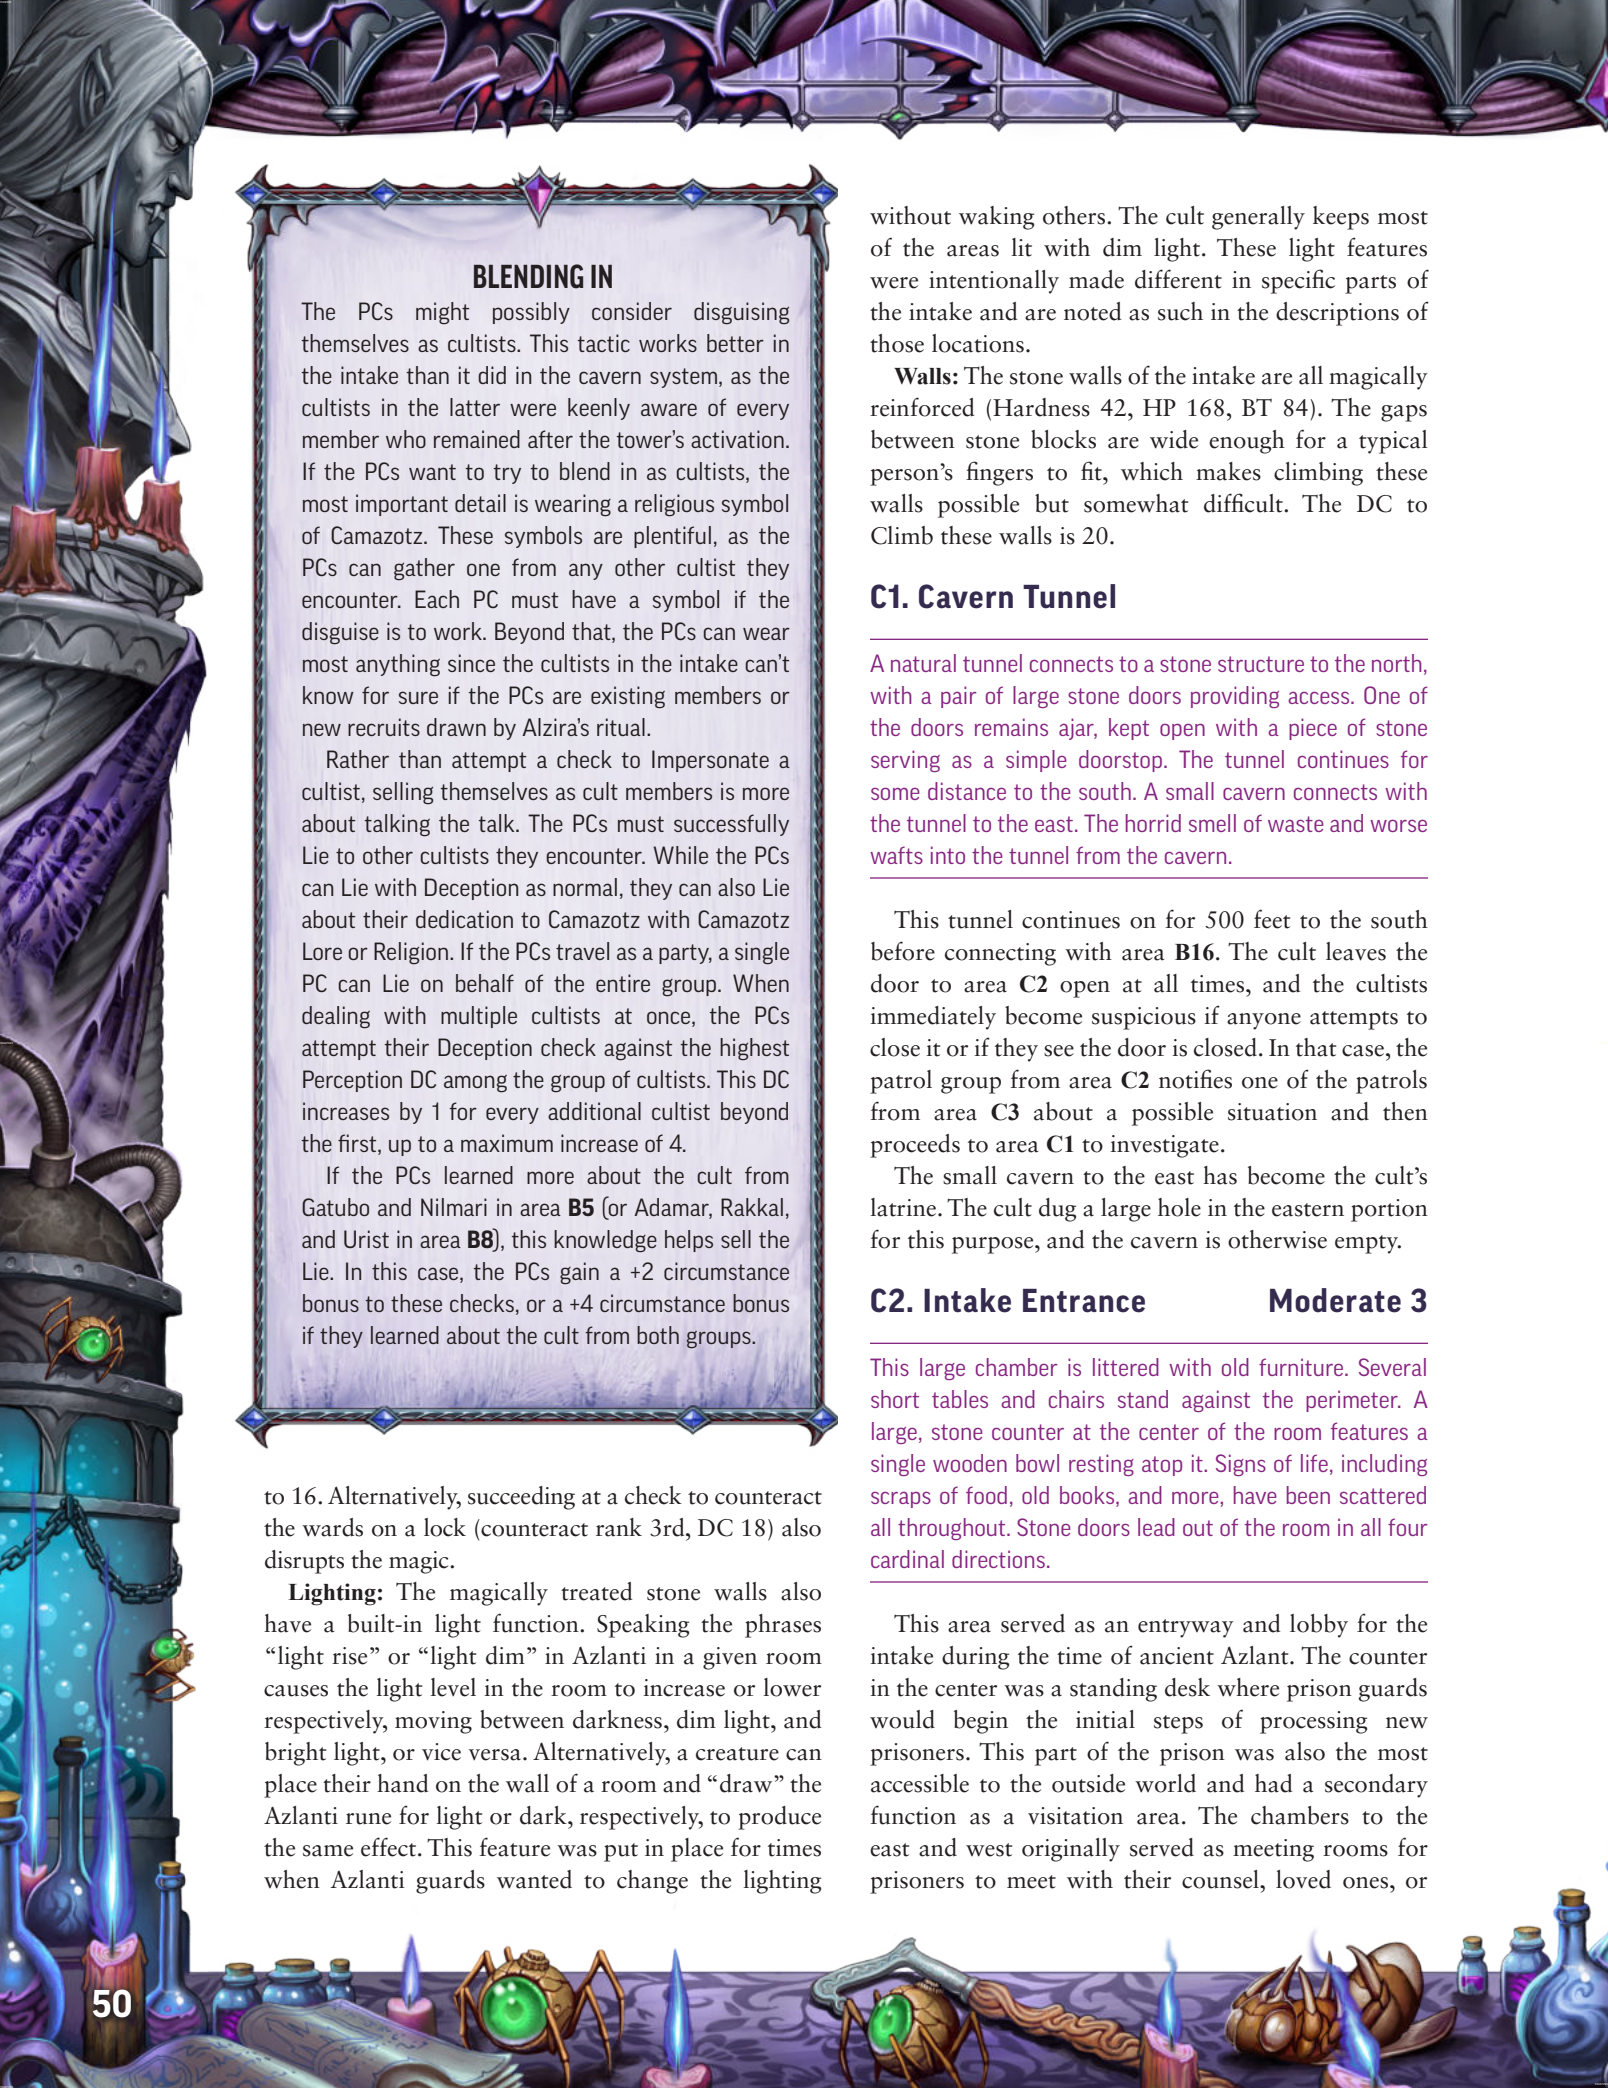 BLENDING IN
The PCs might possibly consider disguising
themselves as cultists. This tactic works better in
the intake than it did in the cavern system, as the
cultists in the latter were keenly aware of every
member who remained after the tower's activation.
If the PCs want to try to blend in as cultists, the
most important detail is wearing a religious symbol
of Camazotz. These symbols are plentiful, as the
PCs can gather one from any other cultist they
encounter. Each PC must have a symbol if the
disguise is to work. Beyond that, the PCs can wear
most anything since the cultists in the intake can't
know for sure if the PCs are existing members or
new recruits drawn by Alzira's ritual.
Rather than attempt a check to Impersonate a
cultist, selling themselves as cult members is more
about talking the talk. The PCs must successfully
Lie to other cultists they encounter. While the PCs
can Lie with Deception as normal, they can also Lie
about their dedication to Camazotz with Camazotz
Lore or Religion. If the PCs travel as a party, a single
PC can Lie on behalf of the entire group. When
dealing with multiple cultists at once, the PCs
attempt their Deception check against the highest
Perception DC among the group of cultists. This DC
increases by 1 for every additional cultist beyond
the first, up to a maximum increase of 4.
If the PCs learned more about the cult from
Gatubo and Nilmari in area B5 (or Adamar, Rakkal,
and Urist in area B8), this knowledge helps sell the
Lie. In this case, the PCs gain a +2 circumstance
bonus to these checks, or a +4 circumstance bonus
if they learned about the cult from both groups.
to 16. Alternatively, succeeding at a check to counteract
the wards on a lock (counteract rank 3rd, DC 18) also
disrupts the magic.
Lighting: The magically treated stone walls also
have a built-in light function. Speaking the phrases
“light rise” or “light dim” in Azlanti in a given room
causes the light level in the room to increase or lower
respectively, moving between darkness, dim light, and
bright light, or vice versa. Alternatively, a creature can
place their hand on the wall of a room and “draw” the
Azlanti rune for light or dark, respectively, to produce
the same effect. This feature was put in place for times
when Azlanti guards wanted to change the lighting
without waking others. The cult generally keeps most
of the areas lit with dim light. These light features
were intentionally made different in specific parts of
the intake and are noted as such in the descriptions of
those locations.
Walls: The stone walls of the intake are all magically
reinforced (Hardness 42, HP 168, BT 84). The gaps
between stone blocks are wide enough for a typical
person's fingers to fit, which makes climbing these
walls possible but somewhat difficult. The DC to
Climb these walls is 20.
C1. Cavern Tunnel
A natural tunnel connects to a stone structure to the north,
with a pair of large stone doors providing access. One of
the doors remains ajar, kept open with a piece of stone
serving as a simple doorstop. The tunnel continues for
some distance to the south. A small cavern connects with
the tunnel to the east. The horrid smell of waste and worse
wafts into the tunnel from the cavern.
This tunnel continues on for 500 feet to the south
before connecting with area B16. The cult leaves the
door to area C2 open at all times, and the cultists
immediately become suspicious if anyone attempts to
close it or if they see the door is closed. In that case, the
patrol group from area C2 notifies one of the patrols
from area C3 about a possible situation and then
proceeds to area C1 to investigate.
The small cavern to the east has become the cult's
latrine. The cult dug a large hole in the eastern portion
for this purpose, and the cavern is otherwise empty.
C2. Intake Entrance Moderate 3
This large chamber is littered with old furniture. Several
short tables and chairs stand against the perimeter. A
large, stone counter at the center of the room features a
single wooden bowl resting atop it. Signs of life, including
scraps of food, old books, and more, have been scattered
all throughout. Stone doors lead out of the room in all four
cardinal directions.
This area served as an entryway and lobby for the
intake during the time of ancient Azlant. The counter
in the center was a standing desk where prison guards
would begin the initial steps of processing new
prisoners. This part of the prison was also the most
accessible to the outside world and had a secondary
function as a visitation area. The chambers to the
east and west originally served as meeting rooms for
prisoners to meet with their counsel, loved ones, or
50